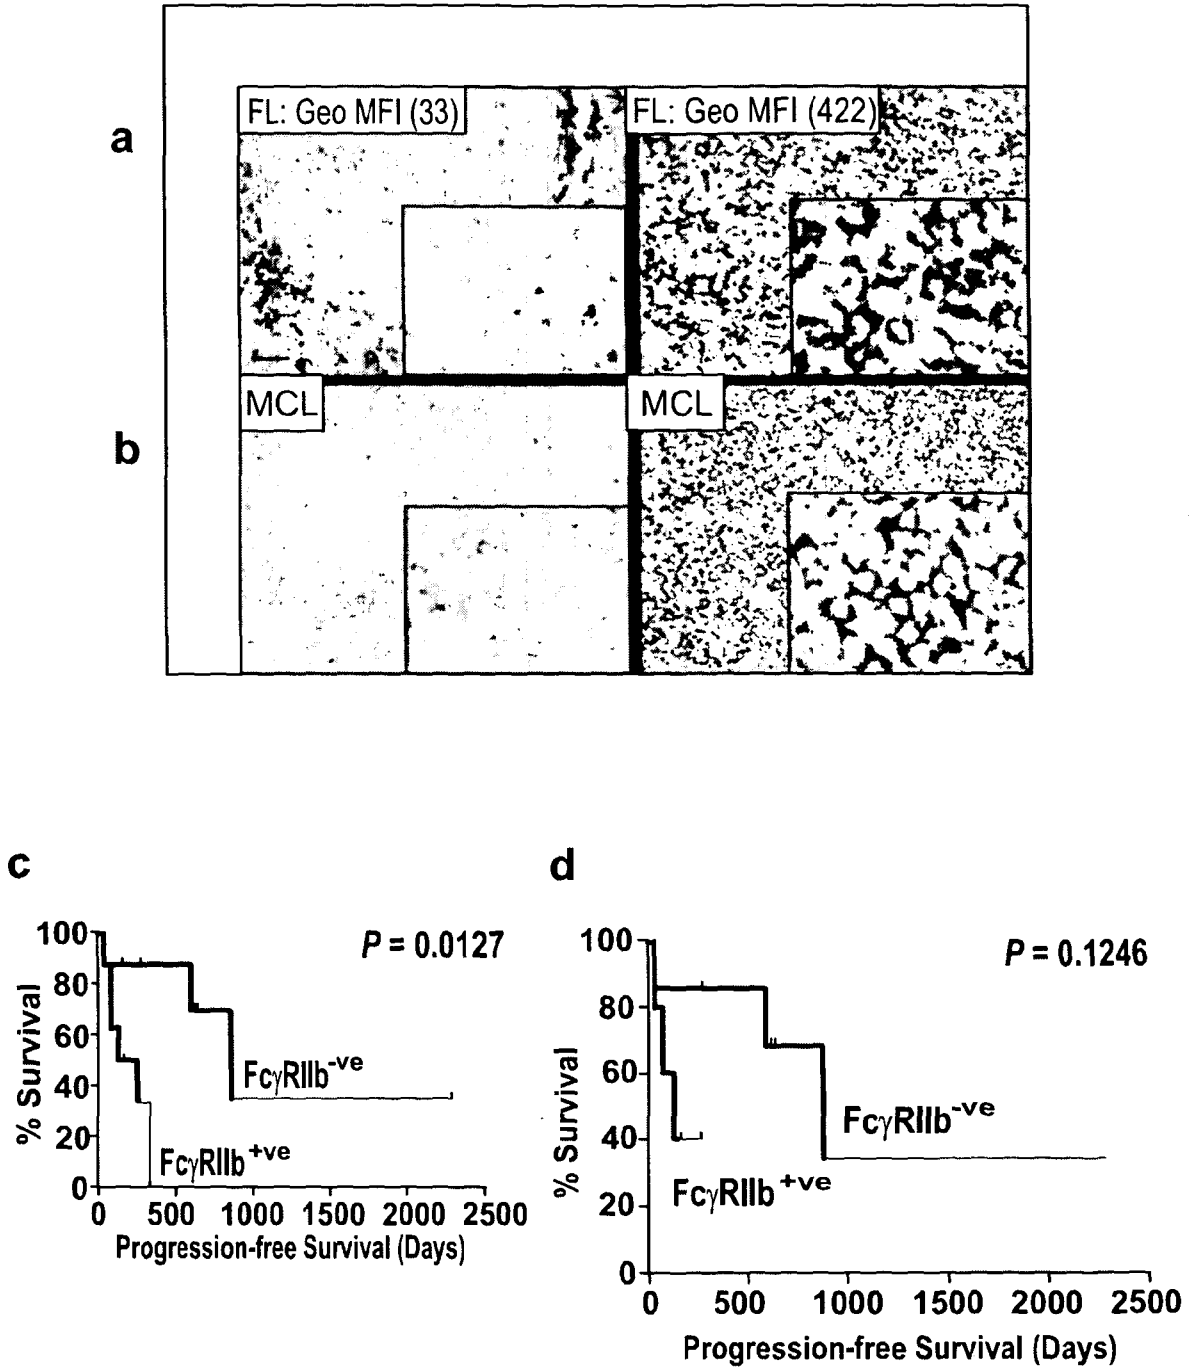 a
FL: Geo MFI (33)
FL: Geo MFI (422)
b
MCL
MCL
c
P = 0.0127
% Survival
100
80
60
40
20
0
FcγRIIb-ve
FcγRIIb+ve
0 500 1000 1500 2000 2500
Progression-free Survival (Days)
d
P = 0.1246
% Survival
100
80
60
40
20
0
FcγRIIb-ve
FcγRIIb+ve
0 500 1000 1500 2000 2500
Progression-free Survival (Days)